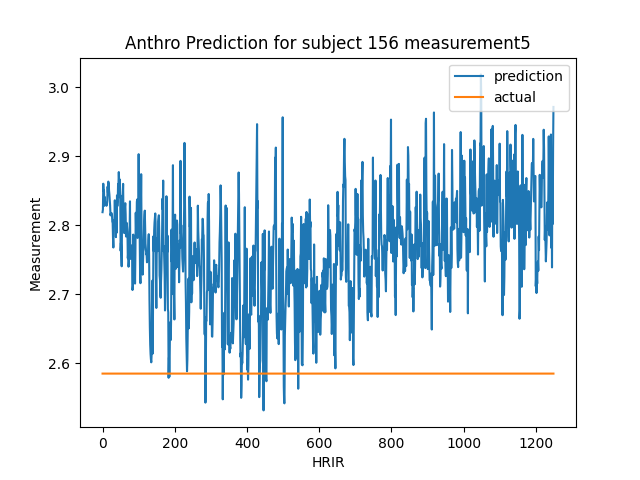 Anthro Prediction for subject 156 measurement5
prediction
actual
3.0
2.9
2.8
2.7
2.6
Measurement
0 200 400 600 800 1000 1200
HRIR